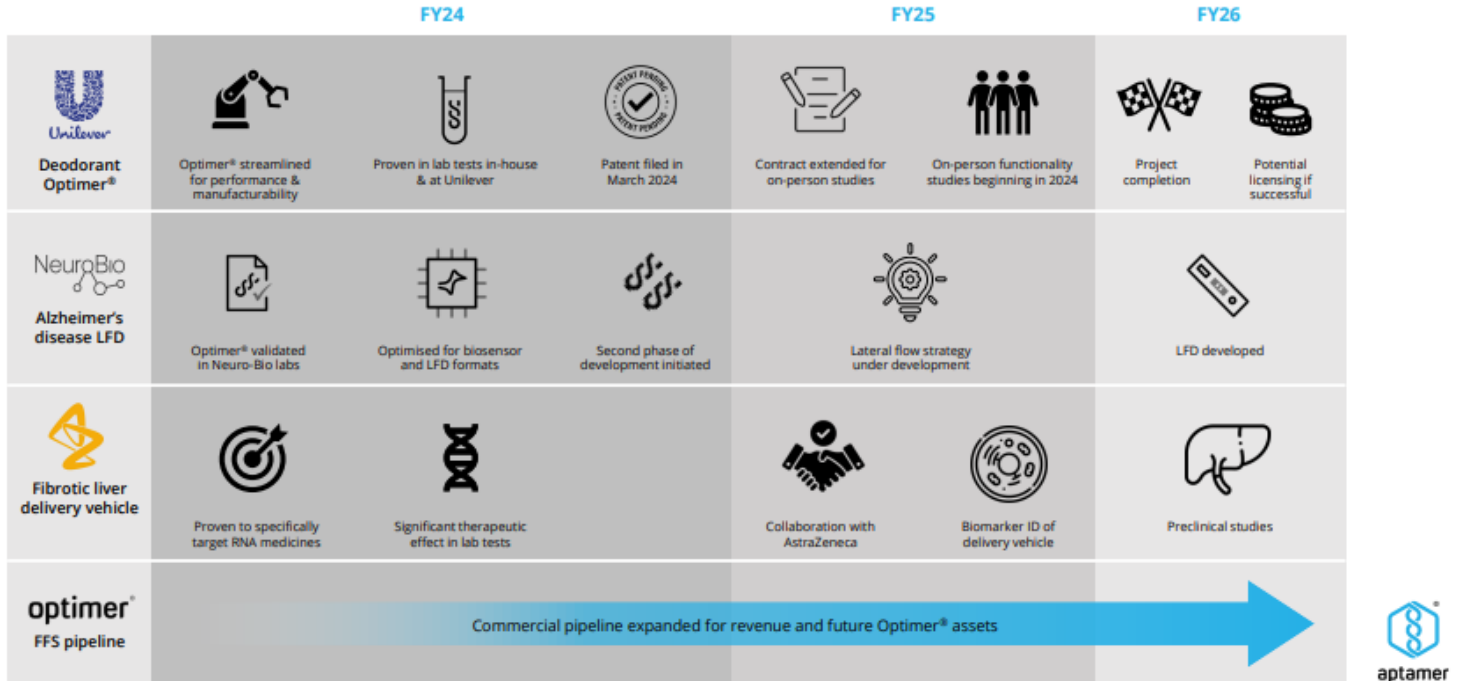 FY24
FY25
FY26
Unilever
Deodorant
Optimer®
Optimer® streamlined
for performance &
manufacturability
Proven in lab tests in-house
& at Unilever
PATENT PENDING
PATENT PENDING
Patent filed in
March 2024
Contract extended for
on-person studies
On-person functionality
studies beginning in 2024
Project
completion
Potential
licensing if
successful
NeuroBio
Alzheimer's
disease LFD
Optimer® validated
in Neuro-Bio labs
Optimised for biosensor
and LFD formats
Second phase of
development initiated
Lateral flow strategy
under development
LFD developed
Fibrotic liver
delivery vehicle
Proven to specifically
target RNA medicines
Significant therapeutic
effect in lab tests
Collaboration with
AstraZeneca
Biomarker ID of
delivery vehicle
Preclinical studies
optimer®
FFS pipeline
Commercial pipeline expanded for revenue and future Optimer® assets
®
aptamer